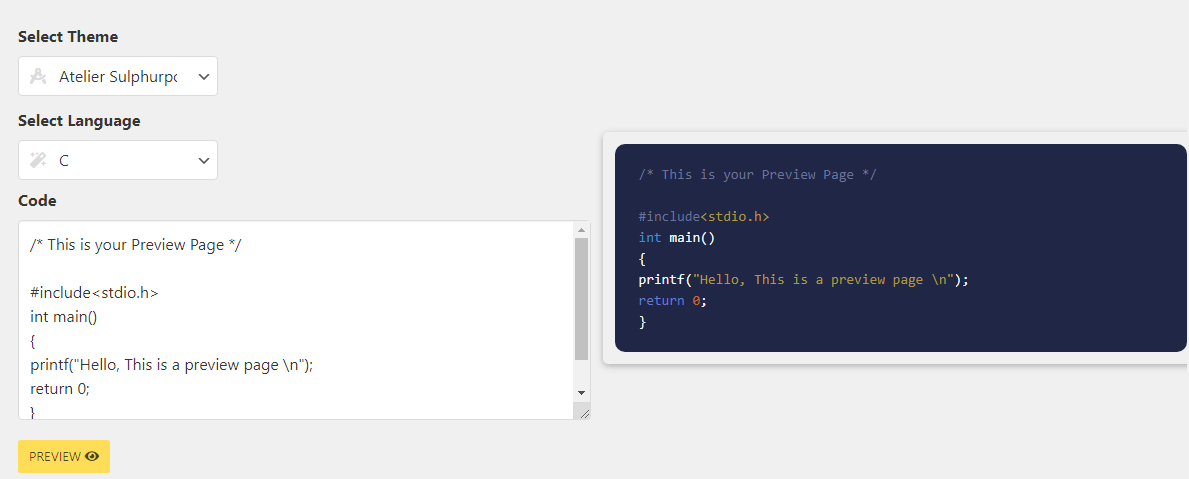 Select Theme
Atelier Sulphurpo
Select Language
C
Code
/* This is your Preview Page */
#include<stdio.h>
int main()
{
printf("Hello, This is a preview page \n");
return 0;
}
PREVIEW
/* This is your Preview Page */
#include<stdio.h>
int main()
{
printf("Hello, This is a preview page \n");
return 0;
}